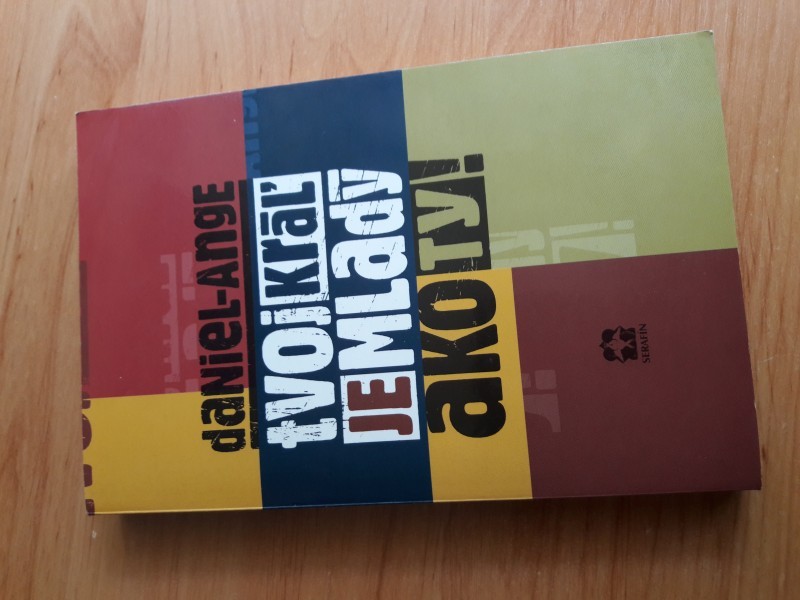 daniel-ange
tvoj kráľ
je mladý
ako ty!
SERAFÍN